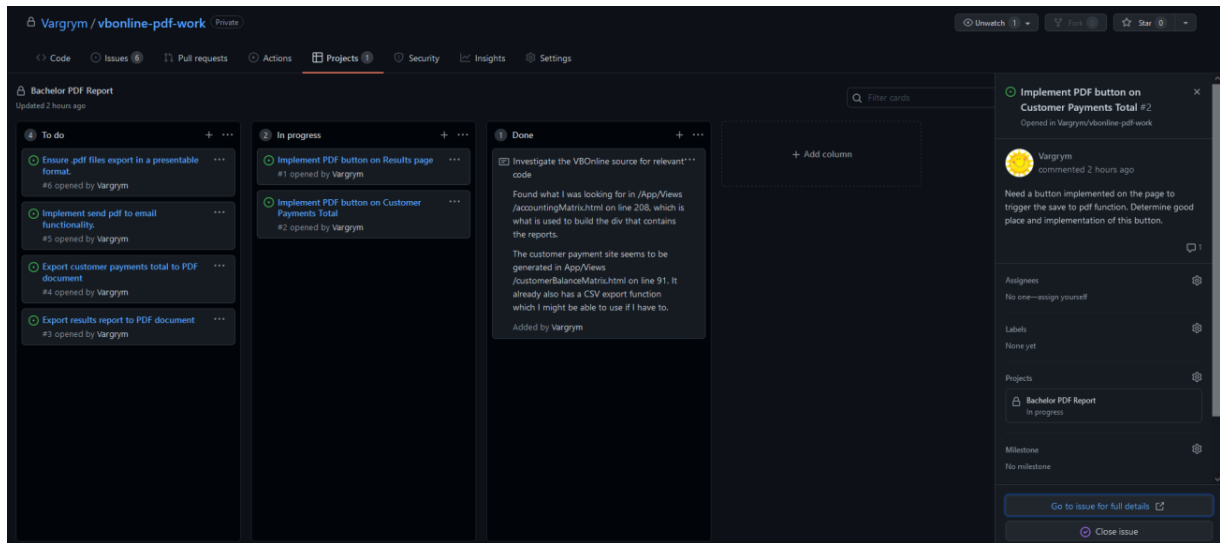 Vargrym / vbonline-pdf-work Private
Unwatch 1
Fork 0
Star 0
Code
Issues 6
Pull requests
Actions
Projects 1
Security
Insights
Settings
Bachelor PDF Report
Updated 2 hours ago
Filter cards
4 To do
Ensure .pdf files export in a presentable
format.
#6 opened by Vargrym
Implement send pdf to email
functionality.
#5 opened by Vargrym
Export customer payments total to PDF
document
#4 opened by Vargrym
Export results report to PDF document
#3 opened by Vargrym
2 In progress
Implement PDF button on Results page
#1 opened by Vargrym
Implement PDF button on Customer
Payments Total
#2 opened by Vargrym
1 Done
Investigate the VBOnline source for relevant
code
Found what I was looking for in /App/Views
/accountingMatrix.html on line 208, which is
what is used to build the div that contains
the reports.
The customer payment site seems to be
generated in App/Views
/customerBalanceMatrix.html on line 91. It
already also has a CSV export function
which I might be able to use if I have to.
Added by Vargrym
+ Add column
Implement PDF button on
Customer Payments Total #2
Opened in Vargrym/vbonline-pdf-work
Vargrym
commented 2 hours ago
Need a button implemented on the page to
trigger the save to pdf function. Determine good
place and implementation of this button.
1
Assignees
No one—assign yourself
Labels
None yet
Projects
Bachelor PDF Report
In progress
Milestone
No milestone
Go to issue for full details
Close issue